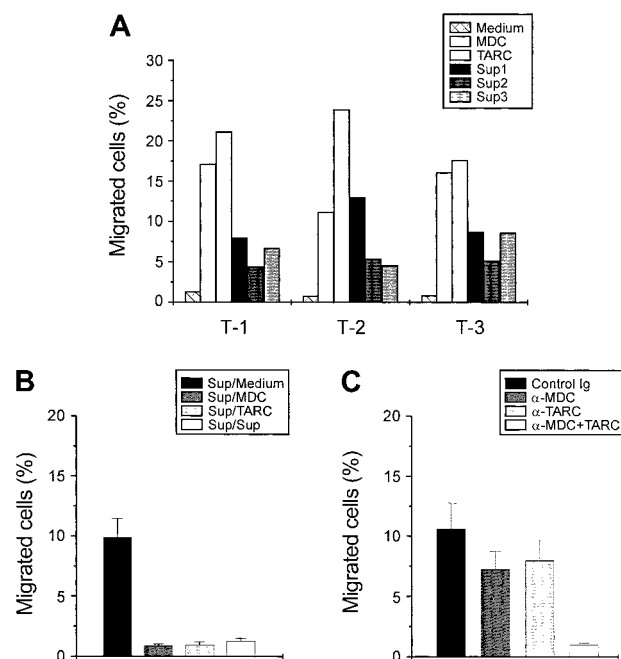 A
Medium
MDC
TARC
Sup1
Sup2
Sup3
Migrated cells (%)
30
25
20
15
10
5
0
T-1
T-2
T-3
B
Sup/Medium
Sup/MDC
Sup/TARC
Sup/Sup
Migrated cells (%)
20
15
10
5
0
C
Control Ig
α-MDC
α-TARC
α-MDC+TARC
Migrated cells (%)
20
15
10
5
0